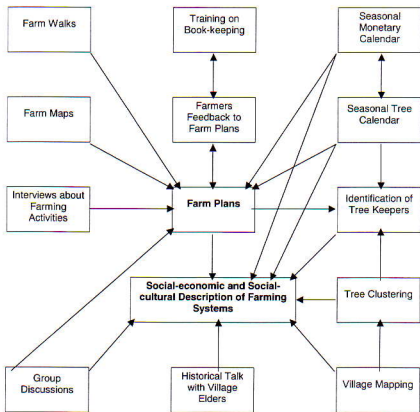 Farm Walks
Training on
Book-keeping
Seasonal
Monetary
Calendar
Farm Maps
Farmers
Feedback to
Farm Plans
Seasonal Tree
Calendar
Interviews about
Farming
Activities
Farm Plans
Identification of
Tree Keepers
Social-economic and Social-
cultural Description of Farming
Systems
Tree Clustering
Group
Discussions
Historical Talk
with Village
Elders
Village Mapping